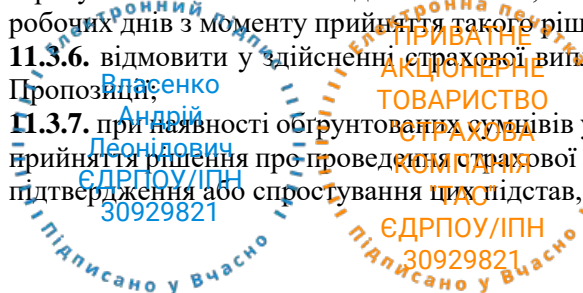 робочих днів з моменту прийняття такого ріш
11.3.6. відмовити у здійсненні страхової вип
Пропозиції;
11.3.7. при наявності обґрунтованих сумнівів у
прийняття рішення про проведення страхової
підтвердження або спростування цих підстав,
Електронний підпис
Власенко
Андрій
Леонідович
ЄДРПОУ/ІПН
30929821
Підписано у Вчасно
Електронна печатка
ПРИВАТНЕ
АКЦІОНЕРНЕ
ТОВАРИСТВО
СТРАХОВА
КОМПАНІЯ
"ТАС"
ЄДРПОУ/ІПН
30929821
Підписано у Вчасно